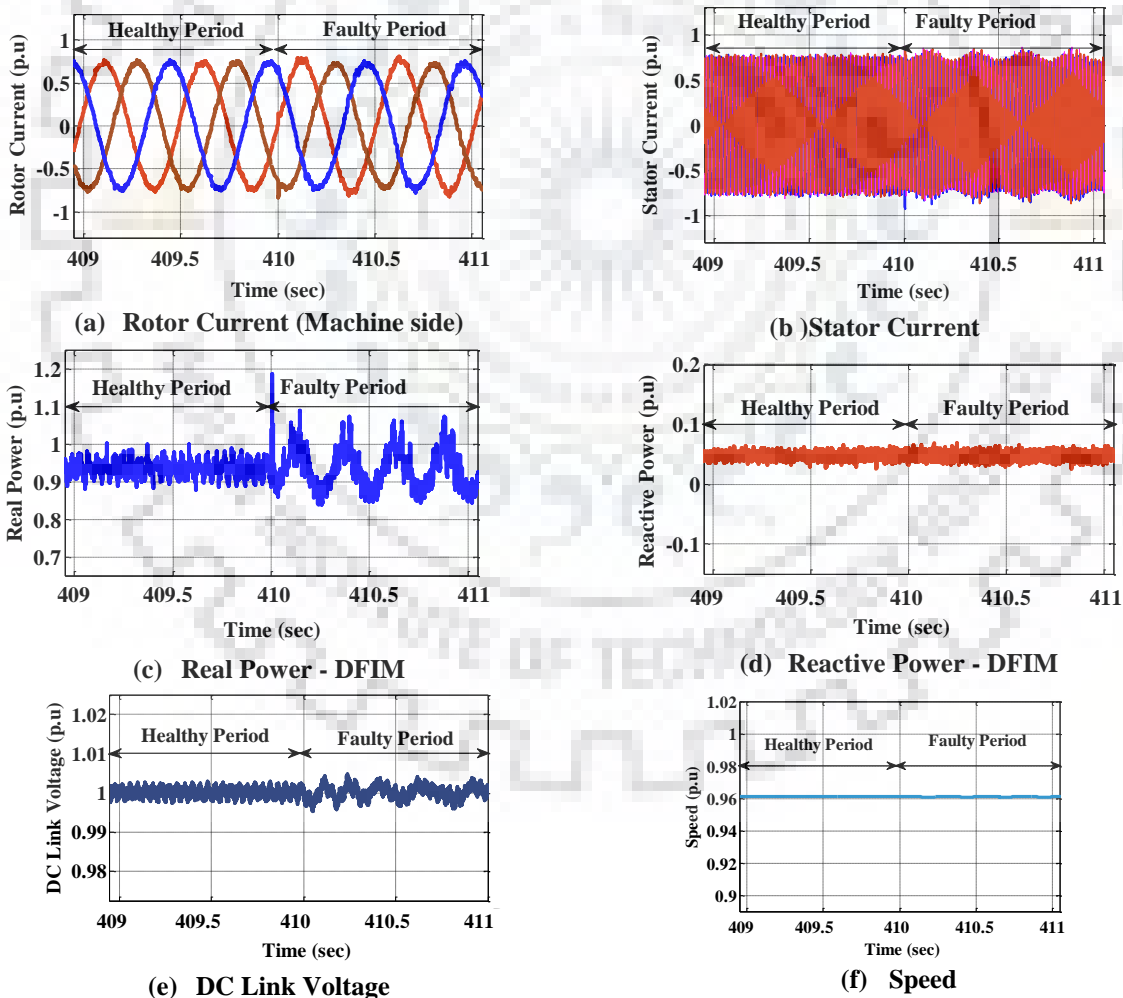 Healthy Period Faulty Period
Rotor Current (p.u)
1
0.5
0
-0.5
-1
409 409.5 410 410.5 411
Time (sec)
(a) Rotor Current (Machine side)
Healthy Period Faulty Period
Stator Current (p.u)
1
0.5
0
-0.5
-1
409 409.5 410 410.5 411
Time (sec)
(b )Stator Current
Healthy Period Faulty Period
Real Power (p.u)
1.2
1.1
1
0.9
0.8
0.7
409 409.5 410 410.5 411
Time (sec)
(c) Real Power - DFIM
Healthy Period Faulty Period
Reactive Power (p.u)
0.2
0.1
0
-0.1
409 409.5 410 410.5 411
Time (sec)
(d) Reactive Power - DFIM
Healthy Period Faulty Period
DC Link Voltage (p.u)
1.02
1.01
1
0.99
0.98
409 409.5 410 410.5 411
Time (sec)
(e) DC Link Voltage
Healthy Period Faulty Period
Speed (p.u)
1.02
1
0.98
0.96
0.94
0.92
0.9
409 409.5 410 410.5 411
Time (sec)
(f) Speed